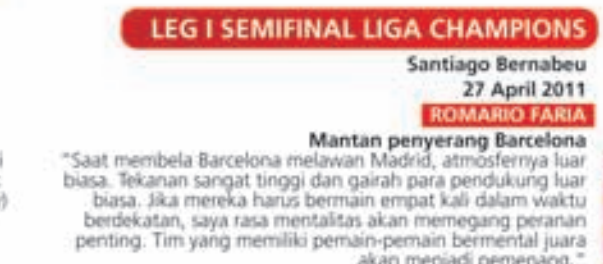 LEG I SEMIFINAL LIGA CHAMPIONS
Santiago Bernabeu
27 April 2011
ROMARIO FARIA
Mantan penyerang Barcelona
"Saat membela Barcelona melawan Madrid, atmosfernya luar
biasa. Tekanan sangat tinggi dan gairah para pendukung luar
biasa. Jika mereka harus bermain empat kali dalam waktu
berdekatan, saya rasa mentalitas akan memegang peranan
penting. Tim yang memiliki pemain-pemain bermental juara
akan menjadi pemenang."